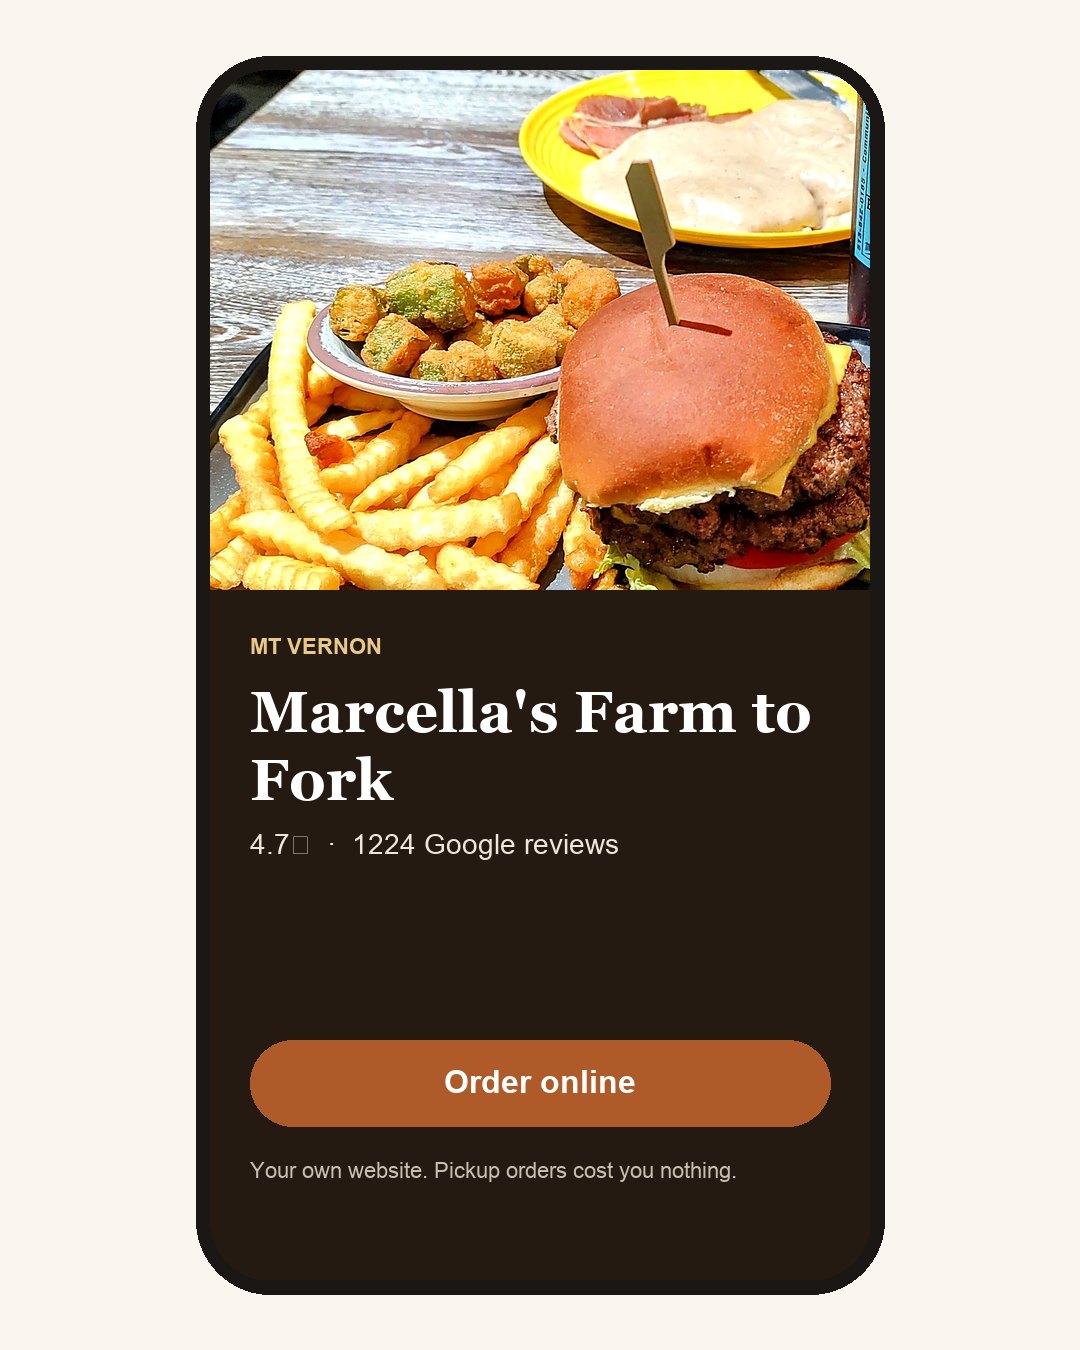 MT VERNON
Marcella's Farm to
Fork
4.7□ · 1224 Google reviews
Order online
Your own website. Pickup orders cost you nothing.